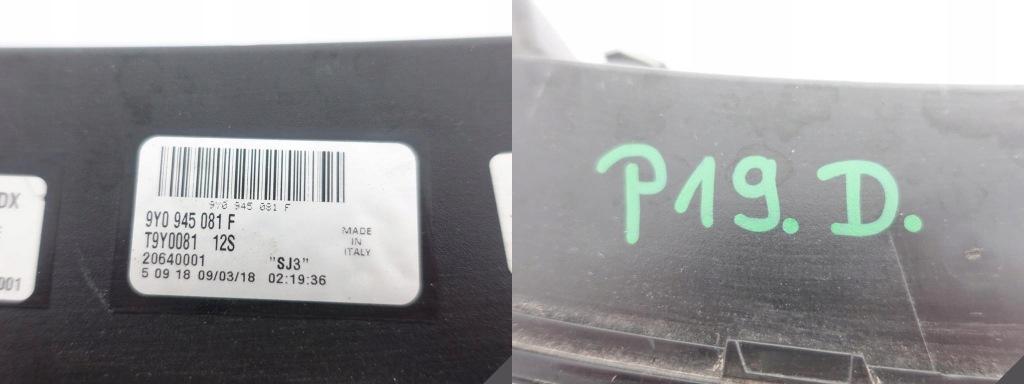 DX
001
9Y0 945 081 F
9Y0 945 081 F
T9Y0081 12S
20640001 "SJ3"
5 09 18 09/03/18 02:19:36
MADE
IN
ITALY
P19.D.